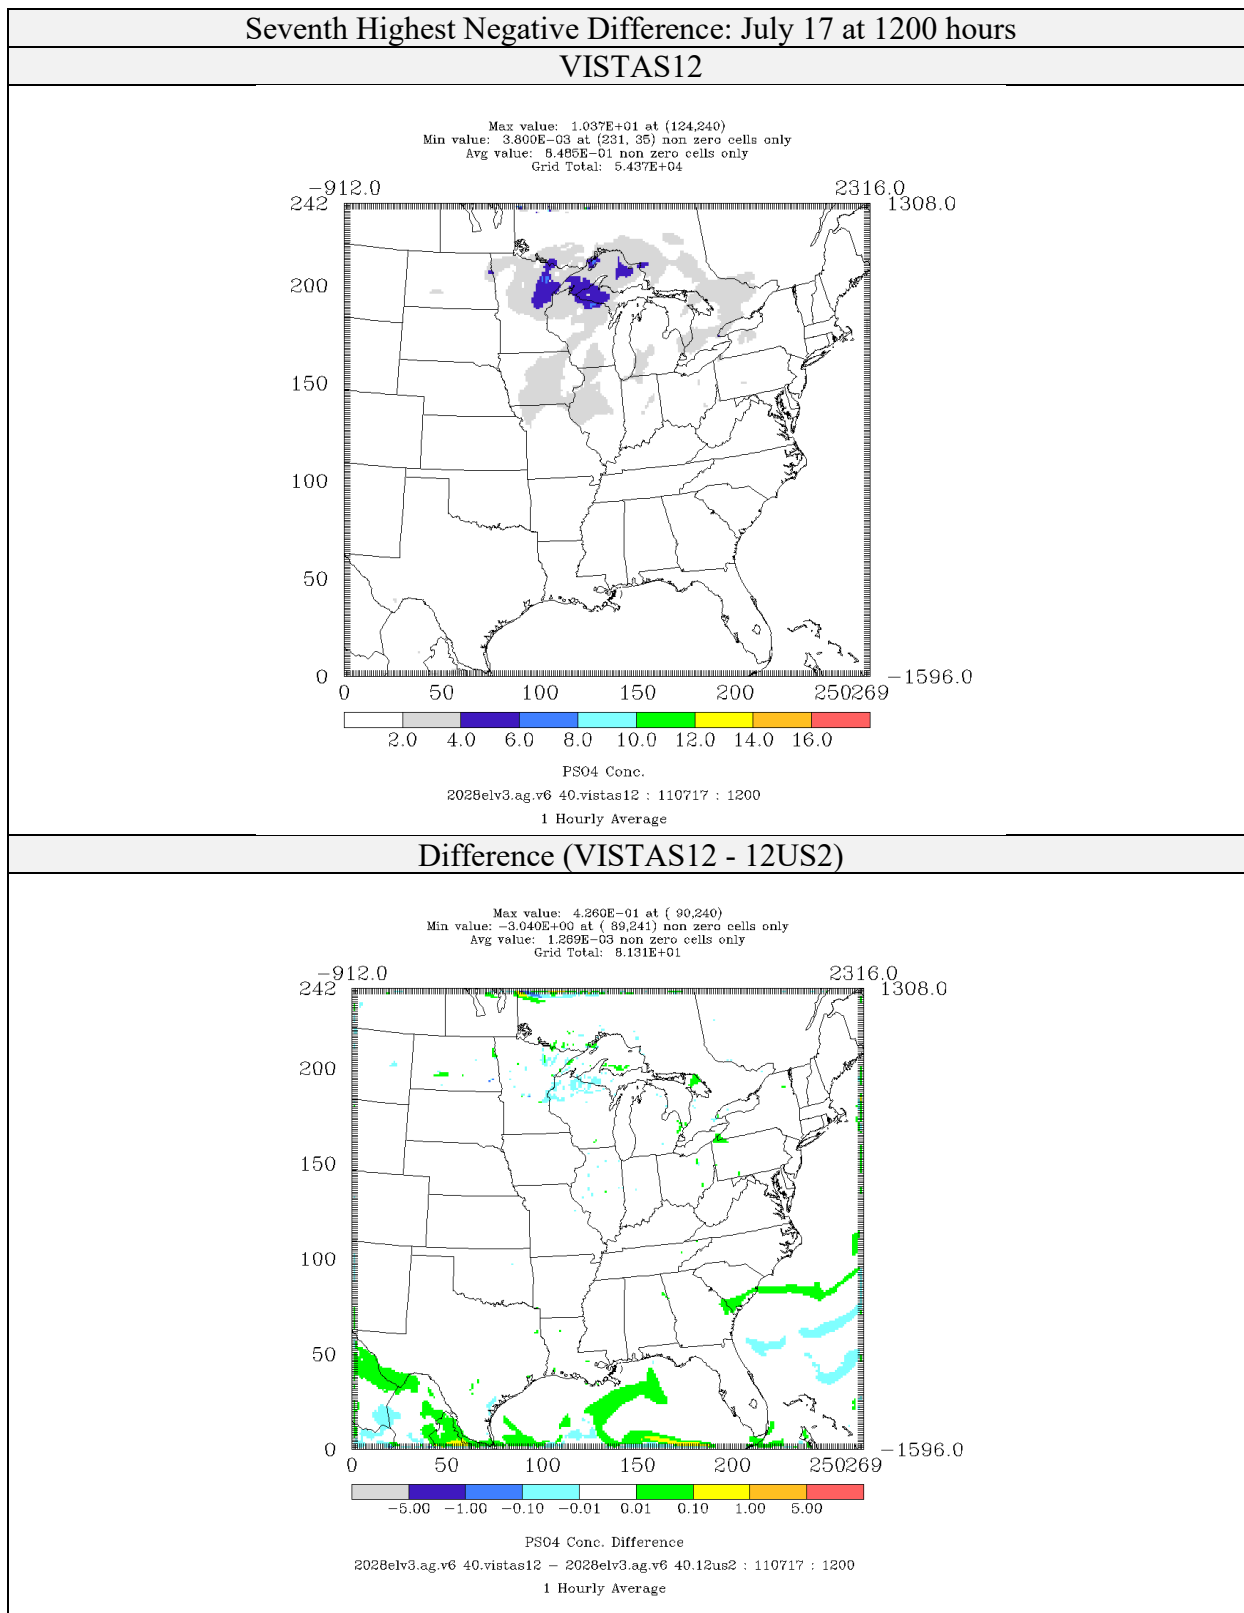 Seventh Highest Negative Difference: July 17 at 1200 hours
VISTAS12
Max value: 1.037E+01 at (124,240)
Min value: 3.800E-03 at (231, 35) non zero cells only
Avg value: 8.485E-01 non zero cells only
Grid Total: 5.437E+04
-912.0 2316.0
242 1308.0
200
150
100
50
0 -1596.0
0 50 100 150 200 250269
2.0 4.0 6.0 8.0 10.0 12.0 14.0 16.0
PSO4 Conc.
2028elv3.ag.v6 40.vistas12 : 110717 : 1200
1 Hourly Average
Difference (VISTAS12 - 12US2)
Max value: 4.260E-01 at ( 90,240)
Min value: -3.040E+00 at ( 89,241) non zero cells only
Avg value: 1.269E-03 non zero cells only
Grid Total: 8.131E+01
-912.0 2316.0
242 1308.0
200
150
100
50
0 -1596.0
0 50 100 150 200 250269
-5.00 -1.00 -0.10 -0.01 0.01 0.10 1.00 5.00
PSO4 Conc. Difference
2028elv3.ag.v6 40.vistas12 - 2028elv3.ag.v6 40.12us2 : 110717 : 1200
1 Hourly Average